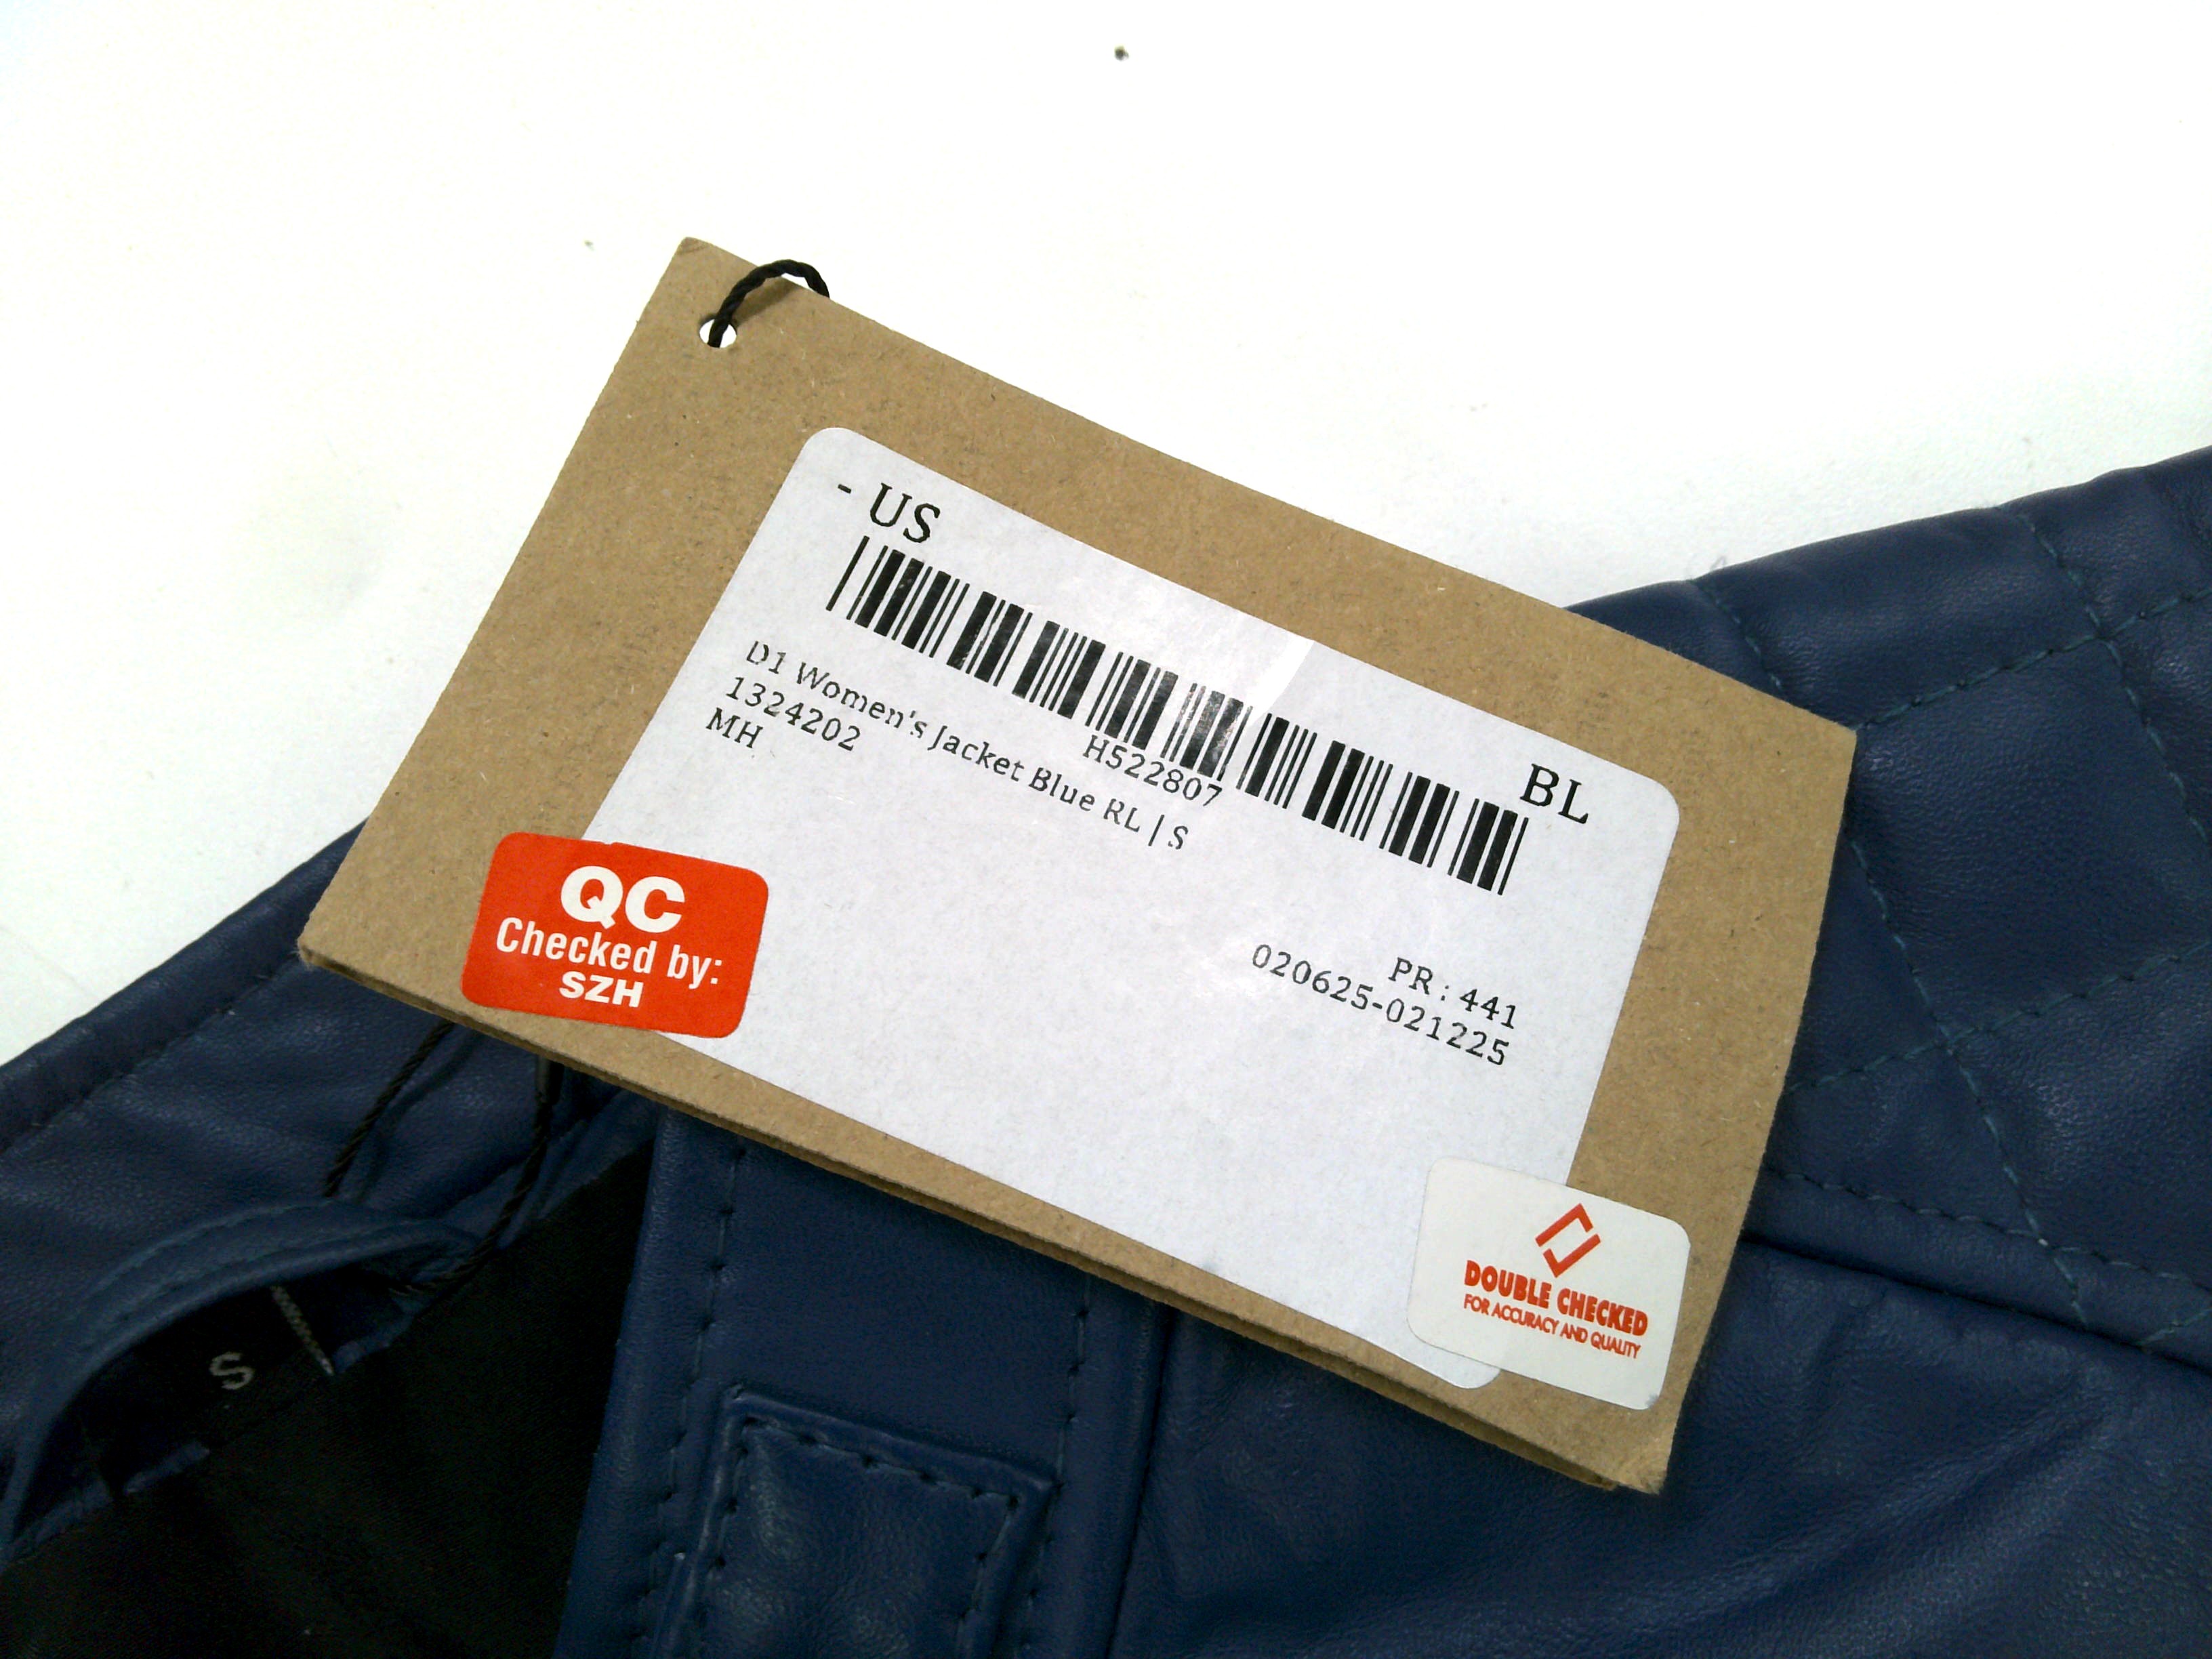 - US
BL
H522807
D1 Women's Jacket Blue RL | S
1324202
MH
PR : 441
020625-021225
QC
Checked by:
SZH
DOUBLE CHECKED
FOR ACCURACY AND QUALITY
S